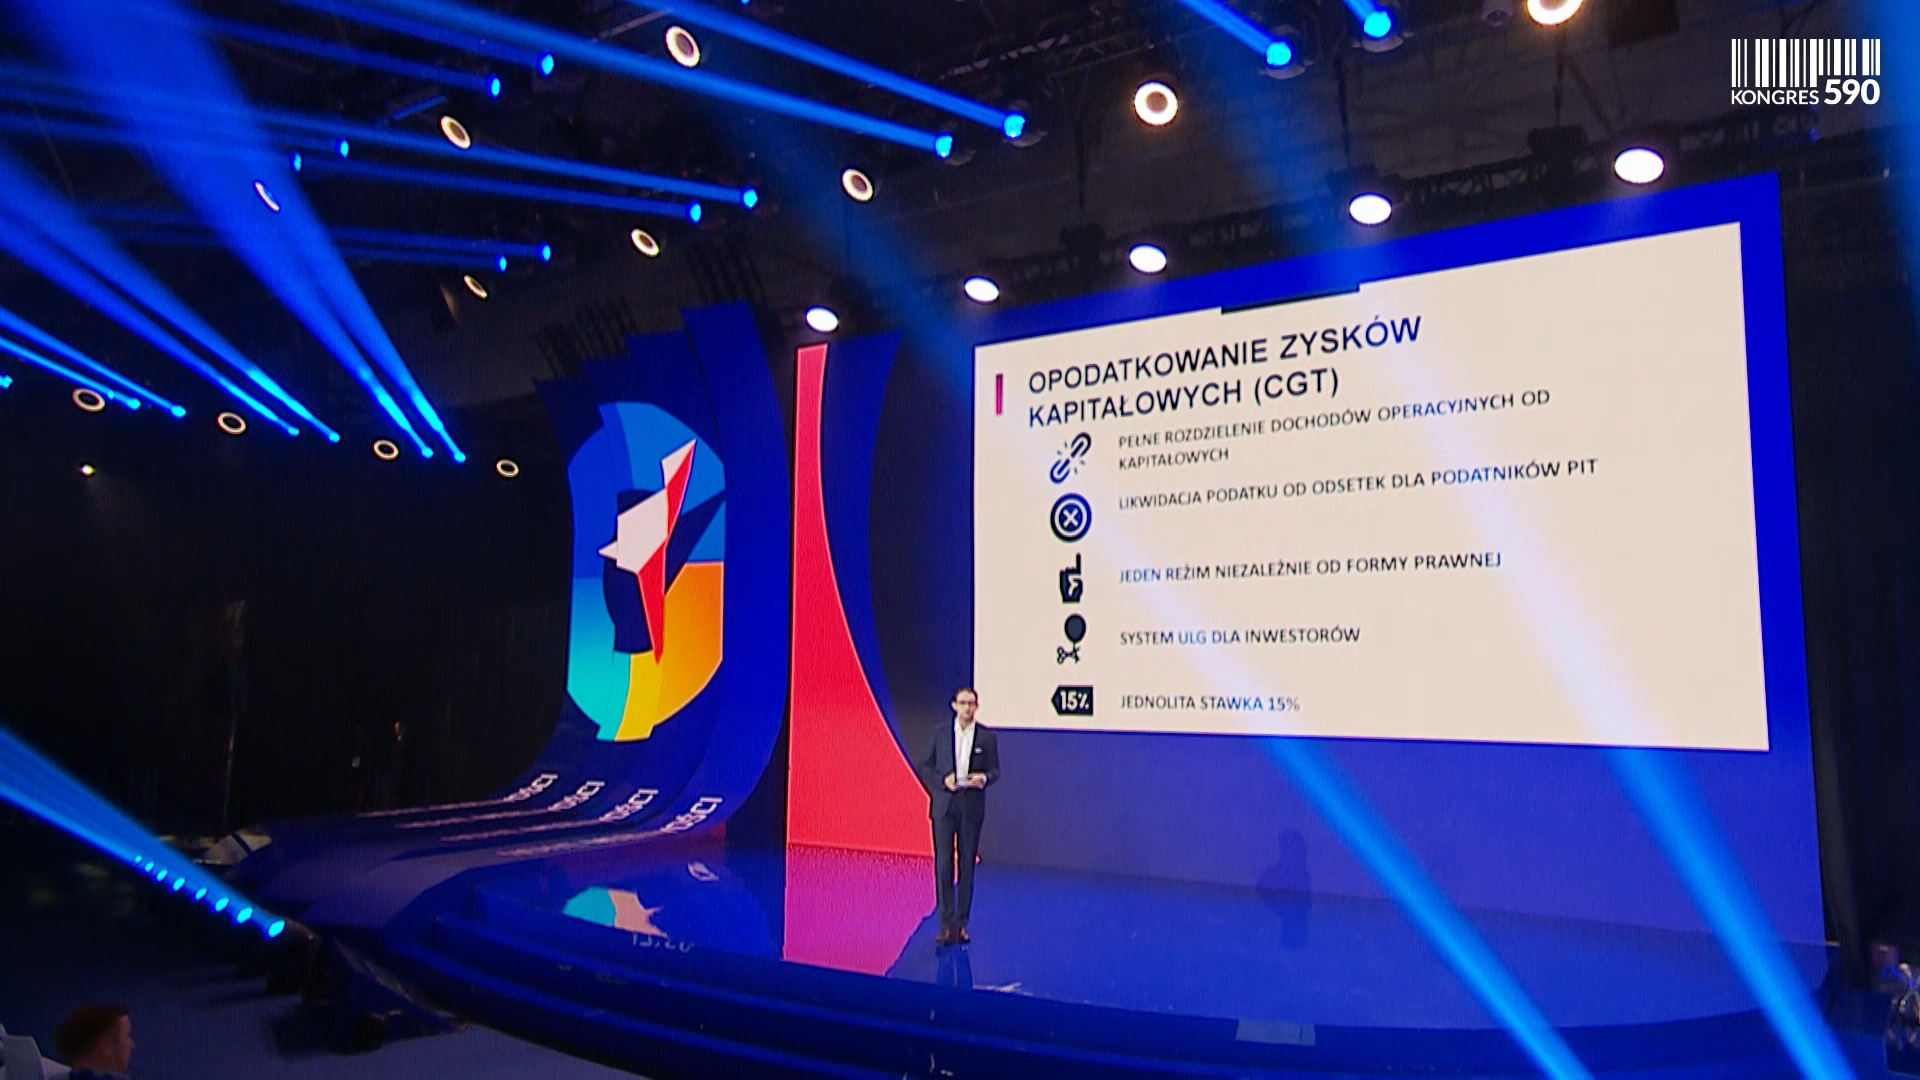 KONGRES 590
OPODATKOWANIE ZYSKÓW
KAPITAŁOWYCH (CGT)
PEŁNE ROZDZIELENIE DOCHODÓW OPERACYJNYCH OD
KAPITAŁOWYCH
LIKWIDACJA PODATKU OD ODSETEK DLA PODATNIKÓW PIT
JEDEN REŻIM NIEZALEŻNIE OD FORMY PRAWNEJ
SYSTEM ULG DLA INWESTORÓW
15%
JEDNOLITA STAWKA 15%